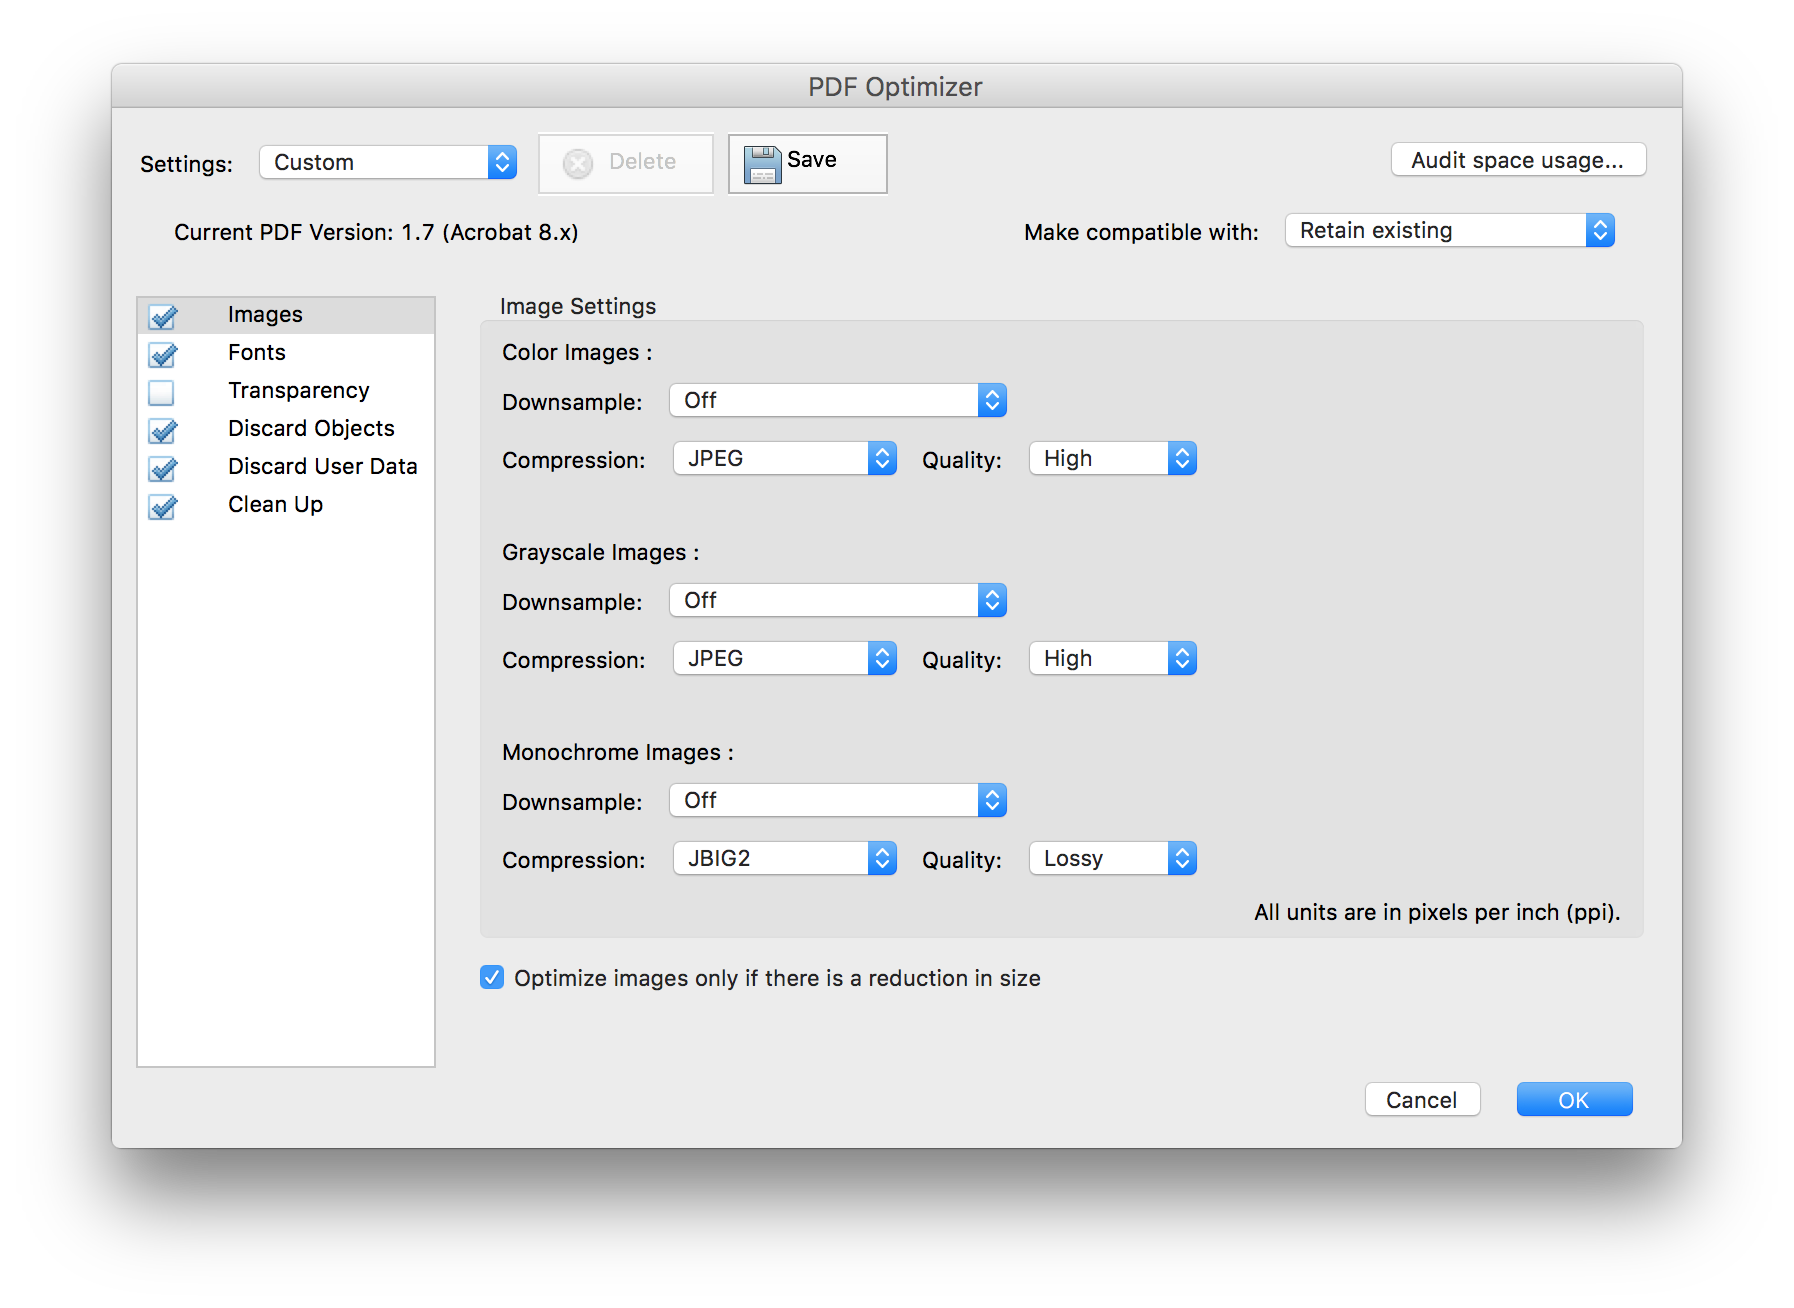 PDF Optimizer
Settings: Custom Delete Save Audit space usage...
Current PDF Version: 1.7 (Acrobat 8.x) Make compatible with: Retain existing
Images
Fonts
Transparency
Discard Objects
Discard User Data
Clean Up
Image Settings
Color Images :
Downsample: Off
Compression: JPEG Quality: High
Grayscale Images :
Downsample: Off
Compression: JPEG Quality: High
Monochrome Images :
Downsample: Off
Compression: JBIG2 Quality: Lossy
All units are in pixels per inch (ppi).
Optimize images only if there is a reduction in size
Cancel OK